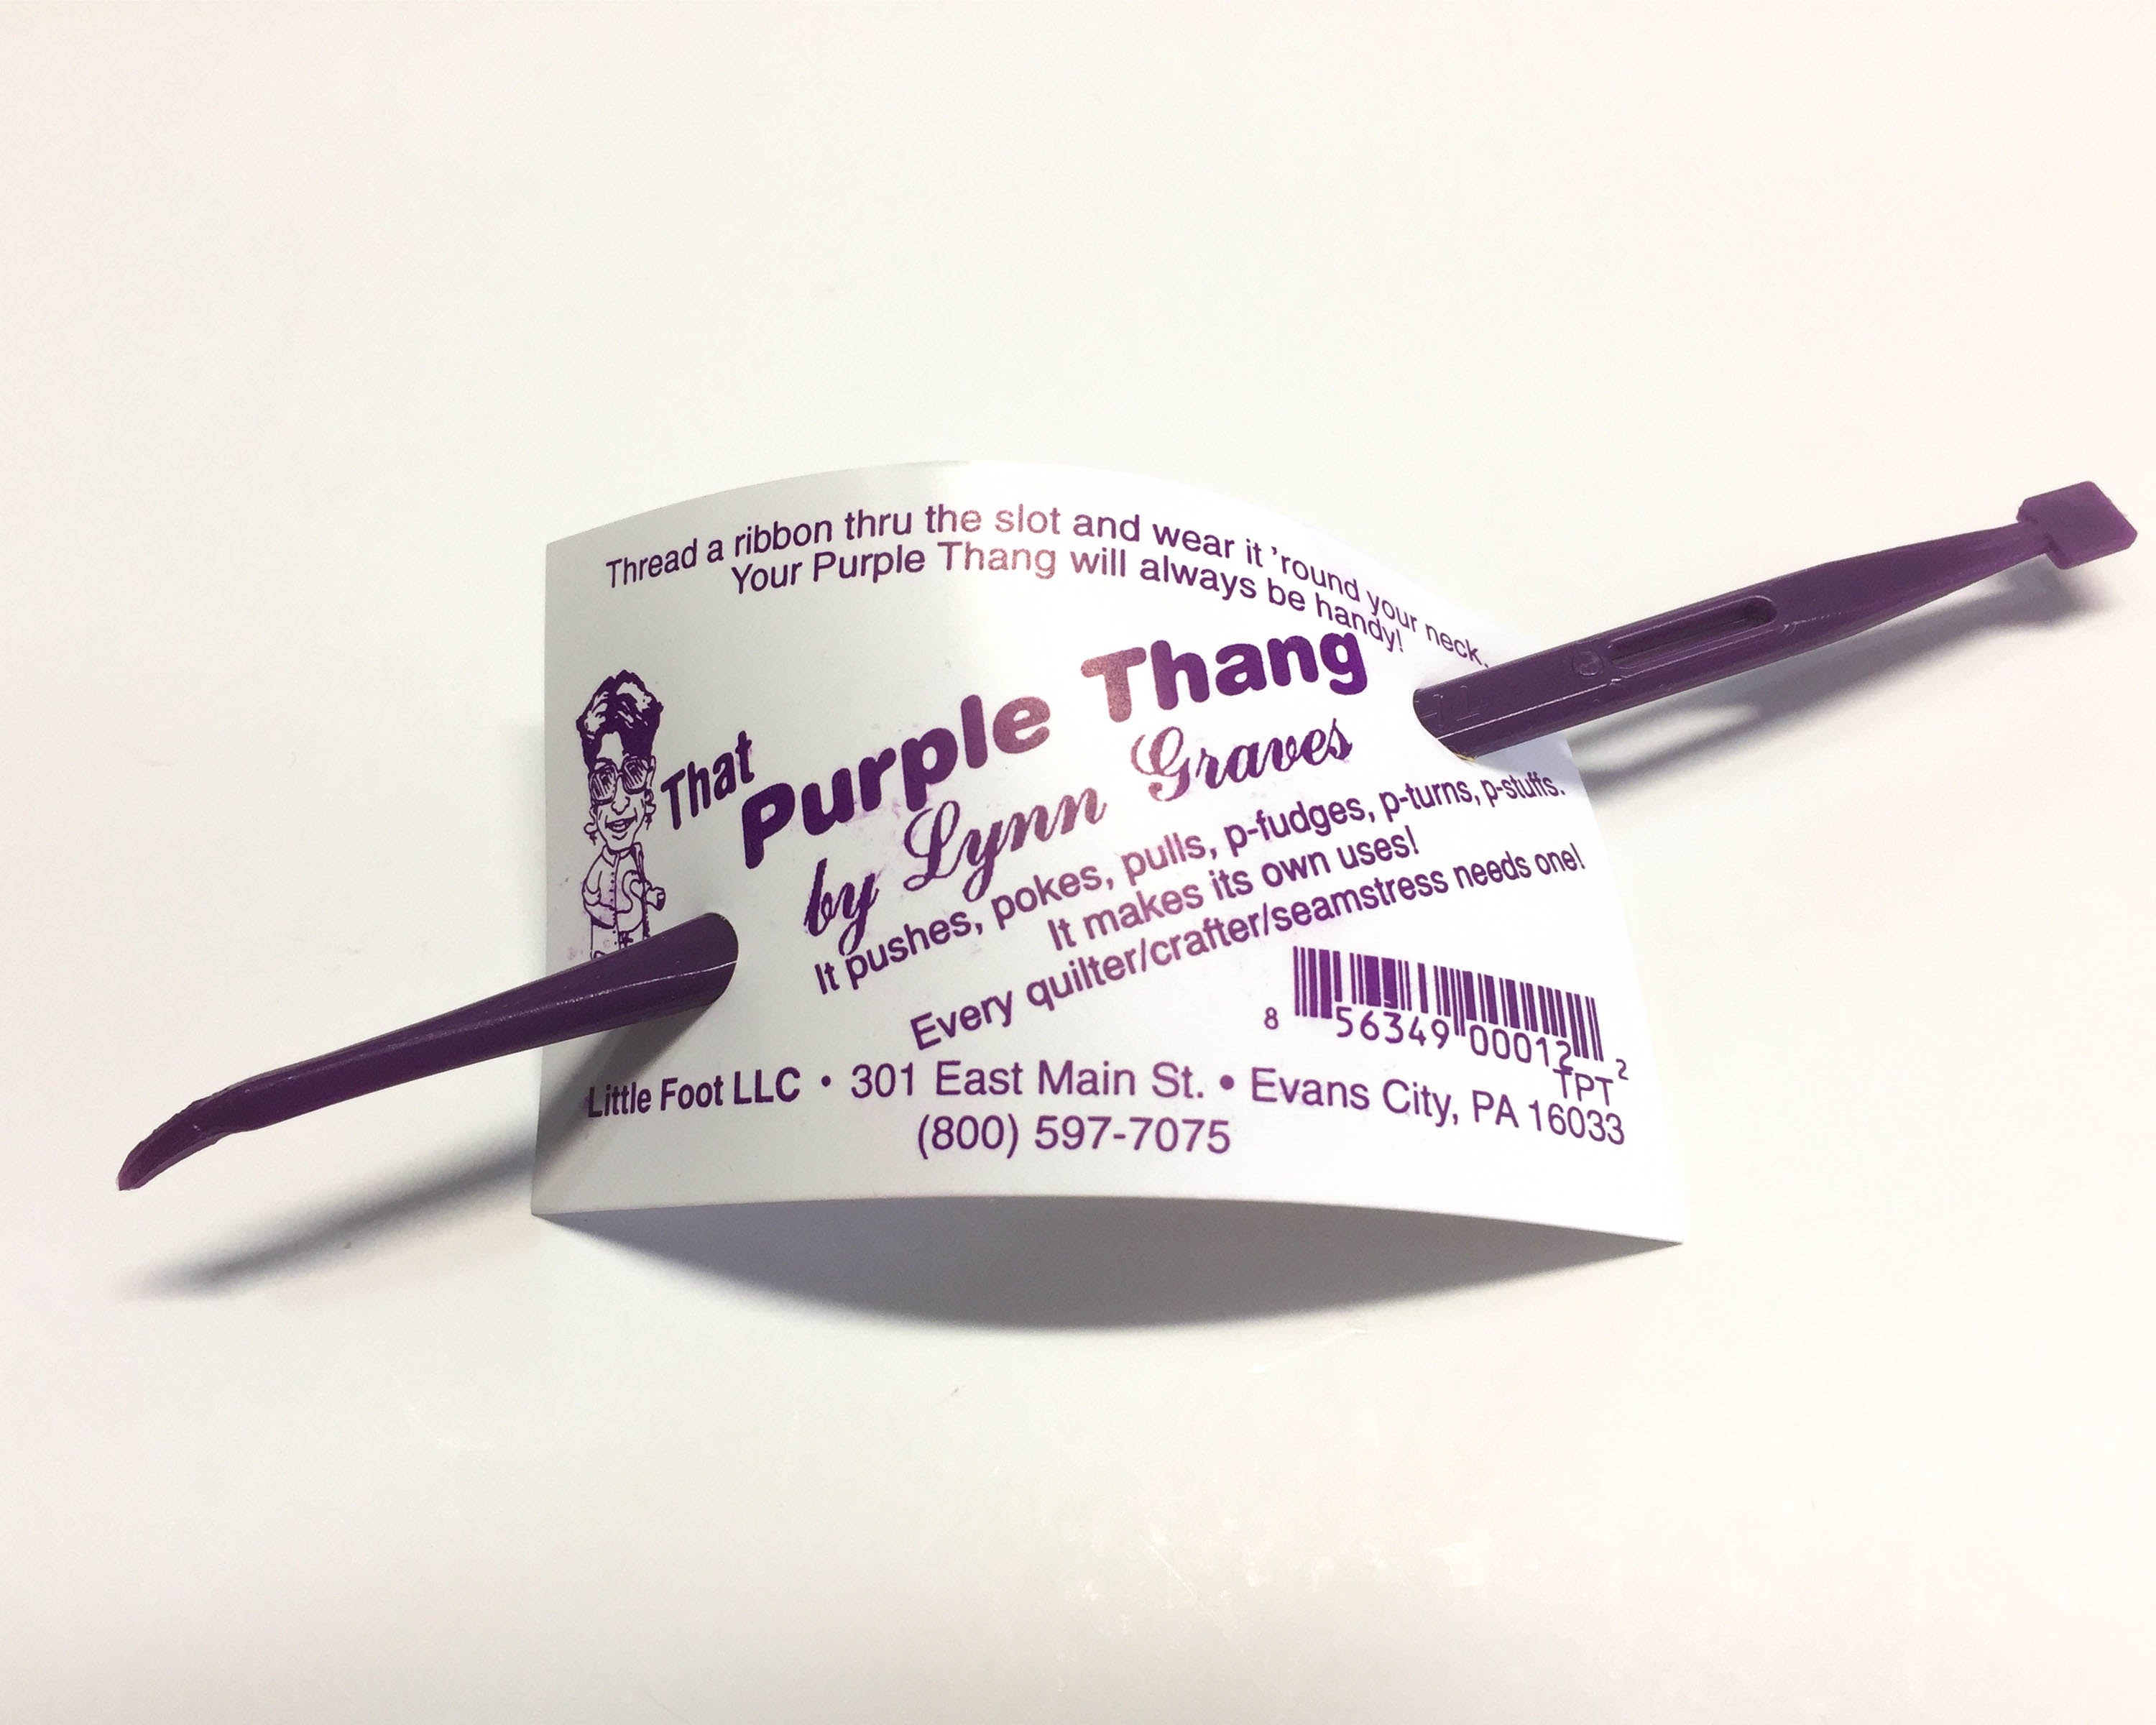 Thread a ribbon thru the slot and wear it 'round your neck.
Your Purple Thang will always be handy!
That
Purple Thang
by Lynn Graves
It pushes, pokes, pulls, p-fudges, p-turns, p-stuffs.
It makes its own uses!
Every quilter/crafter/seamstress needs one!
8 56349 00012 2
TPT
Little Foot LLC • 301 East Main St. • Evans City, PA 16033
(800) 597-7075